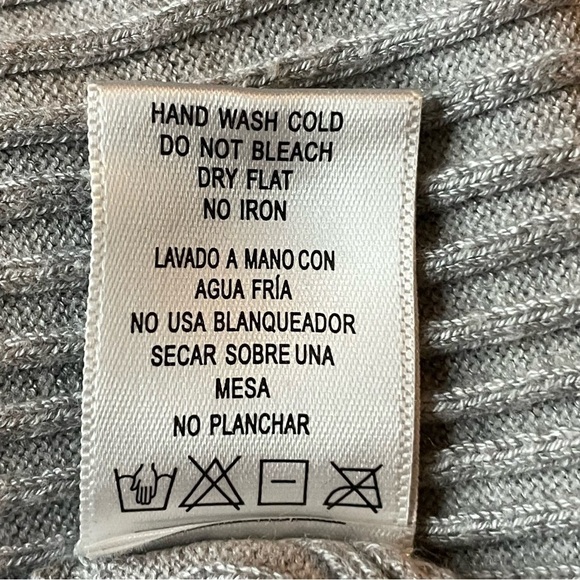 HAND WASH COLD
DO NOT BLEACH
DRY FLAT
NO IRON
LAVADO A MANO CON
AGUA FRÍA
NO USA BLANQUEADOR
SECAR SOBRE UNA
MESA
NO PLANCHAR